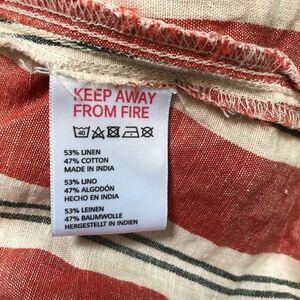 KEEP AWAY
FROM FIRE
40
53% LINEN
47% COTTON
MADE IN INDIA
53% LINO
47% ALGODÓN
HECHO EN INDIA
53% LEINEN
47% BAUMWOLLE
HERGESTELLT IN INDIEN